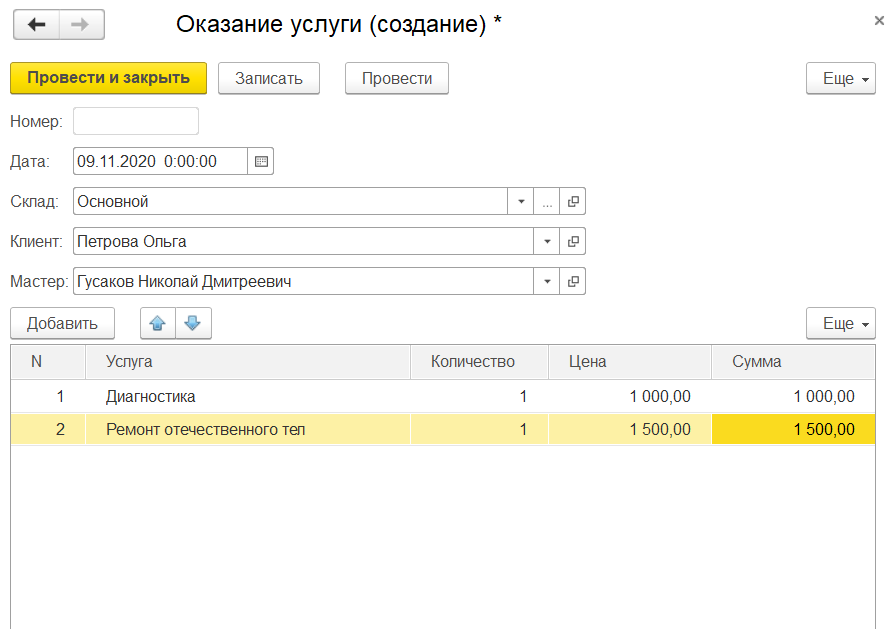 Оказание услуги (создание) *
Провести и закрыть Записать Провести Еще
Номер:
Дата: 09.11.2020 0:00:00
Склад: Основной ...
Клиент: Петрова Ольга
Мастер: Гусаков Николай Дмитреевич
Добавить Еще
N Услуга Количество Цена Сумма
1 Диагностика 1 1 000,00 1 000,00
2 Ремонт отечественного тел 1 1 500,00 1 500,00